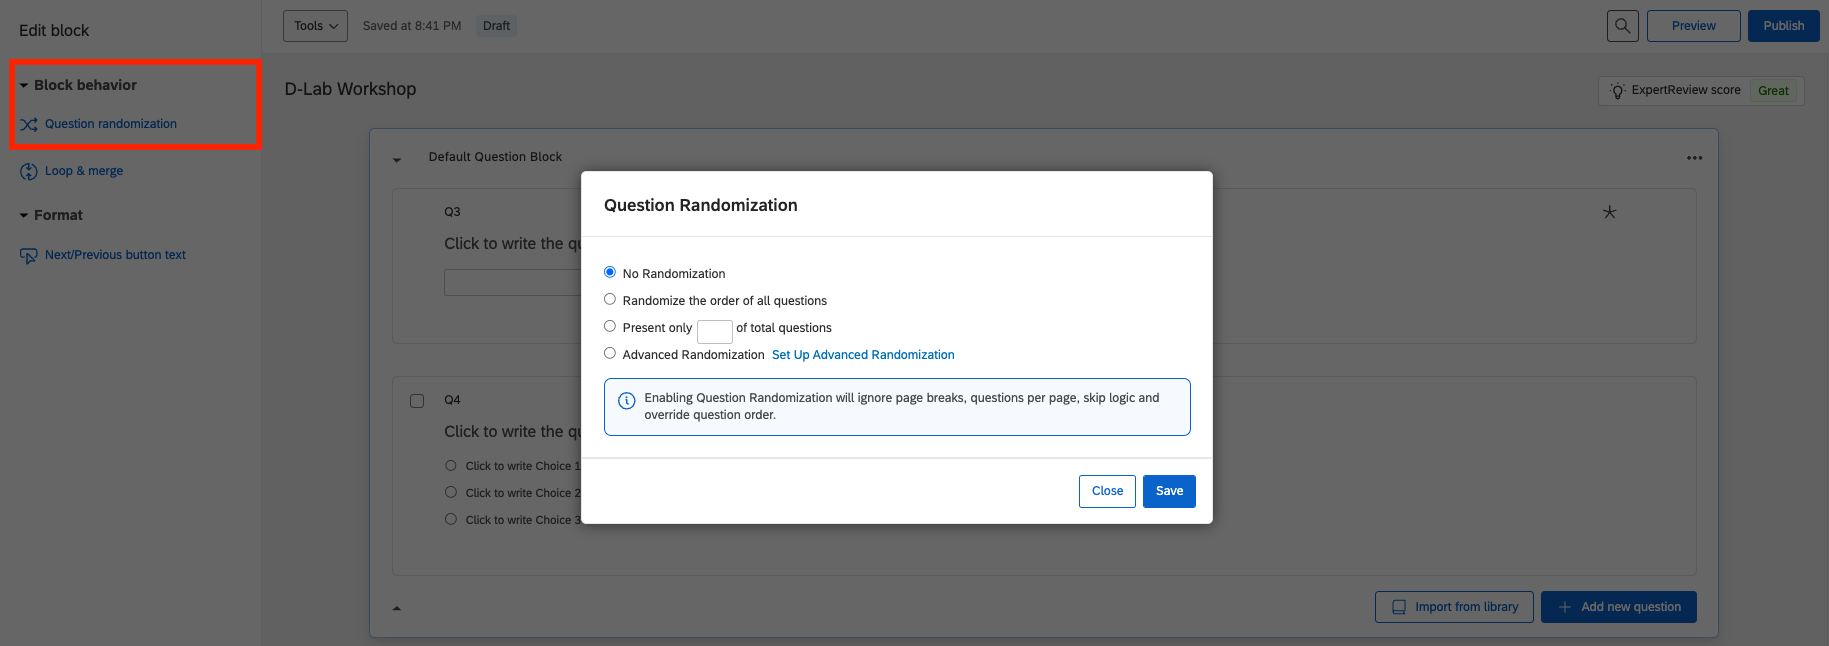 Edit block
Block behavior
Question randomization
Loop & merge
Format
Next/Previous button text
Tools
Saved at 8:41 PM
Draft
Preview
Publish
D-Lab Workshop
ExpertReview score
Great
Default Question Block
Q3
Click to write the qu
Q4
Click to write the qu
Click to write Choice 1
Click to write Choice 2
Click to write Choice 3
Question Randomization
No Randomization
Randomize the order of all questions
Present only of total questions
Advanced Randomization Set Up Advanced Randomization
Enabling Question Randomization will ignore page breaks, questions per page, skip logic and
override question order.
Close
Save
Import from library
Add new question